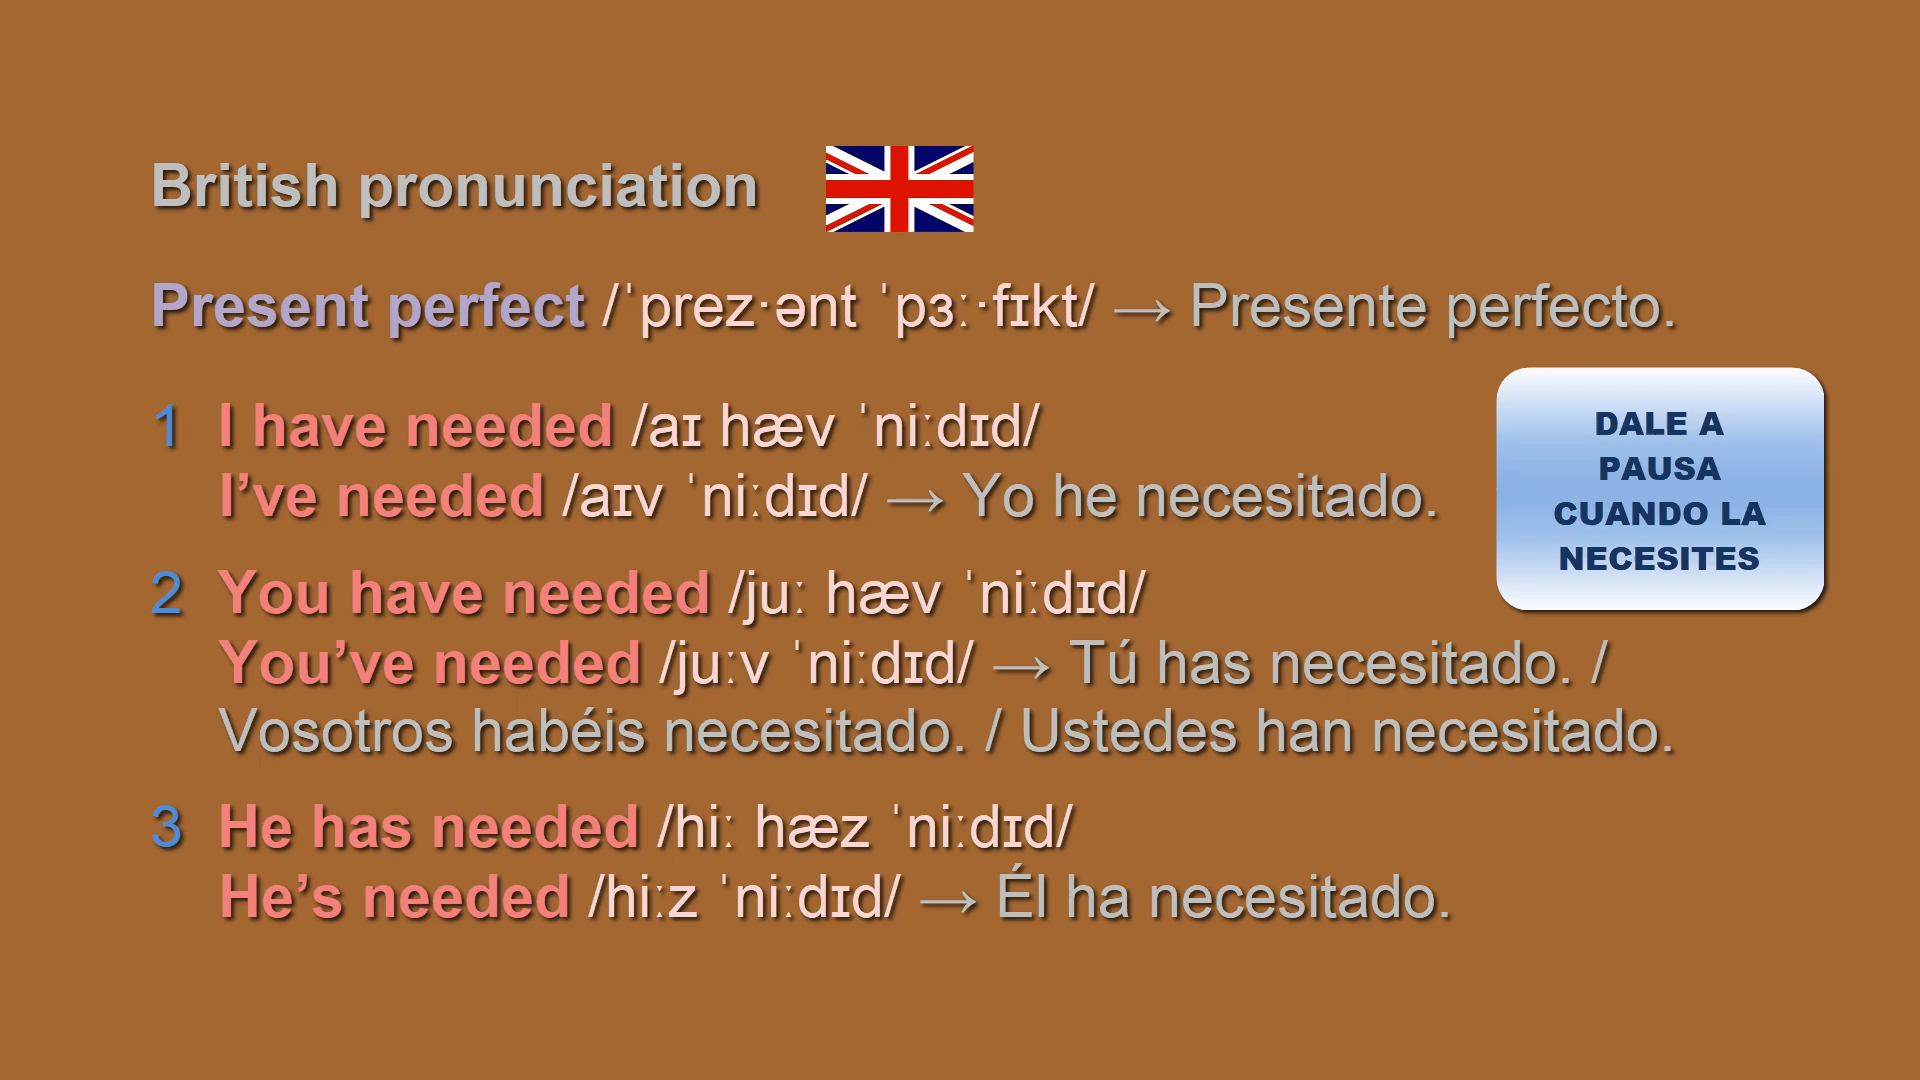 British pronunciation
Present perfect /ˈprez·ənt ˈpɜː·fɪkt/ → Presente perfecto.
1 I have needed /aɪ hæv ˈniːdɪd/
I’ve needed /aɪv ˈniːdɪd/ → Yo he necesitado.
DALE A
PAUSA
CUANDO LA
NECESITES
2 You have needed /juː hæv ˈniːdɪd/
You’ve needed /juːv ˈniːdɪd/ → Tú has necesitado. /
Vosotros habéis necesitado. / Ustedes han necesitado.
3 He has needed /hiː hæz ˈniːdɪd/
He’s needed /hiːz ˈniːdɪd/ → Él ha necesitado.